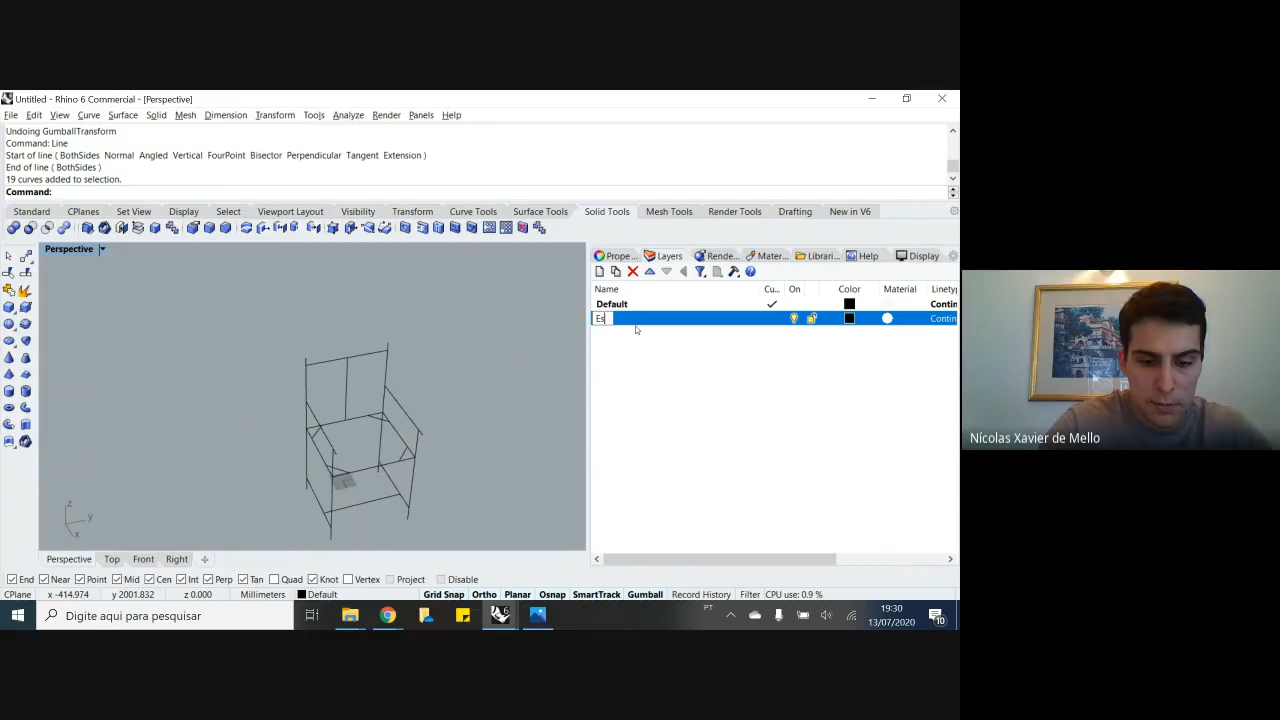 Untitled - Rhino 6 Commercial - [Perspective]
File Edit View Curve Surface Solid Mesh Dimension Transform Tools Analyze Render Panels Help
Undoing GumballTransform
Command: Line
Start of line ( BothSides Normal Angled Vertical FourPoint Bisector Perpendicular Tangent Extension )
End of line ( BothSides )
19 curves added to selection.
Command:
Standard CPlanes Set View Display Select Viewport Layout Visibility Transform Curve Tools Surface Tools Solid Tools Mesh Tools Render Tools Drafting New in V6
Perspective
Prope... Layers Rende... Mater... Librari... Help Display
Name Cu... On Color Material Linety
Default Contin
Es Contin
z
y
x
Nícolas Xavier de Mello
Perspective Top Front Right
End Near Point Mid Cen Int Perp Tan Quad Knot Vertex Project Disable
CPlane x -414.974 y 2001.832 z 0.000 Millimeters Default Grid Snap Ortho Planar Osnap SmartTrack Gumball Record History Filter CPU use: 0.9 %
Digite aqui para pesquisar
PT
19:30
13/07/2020
10